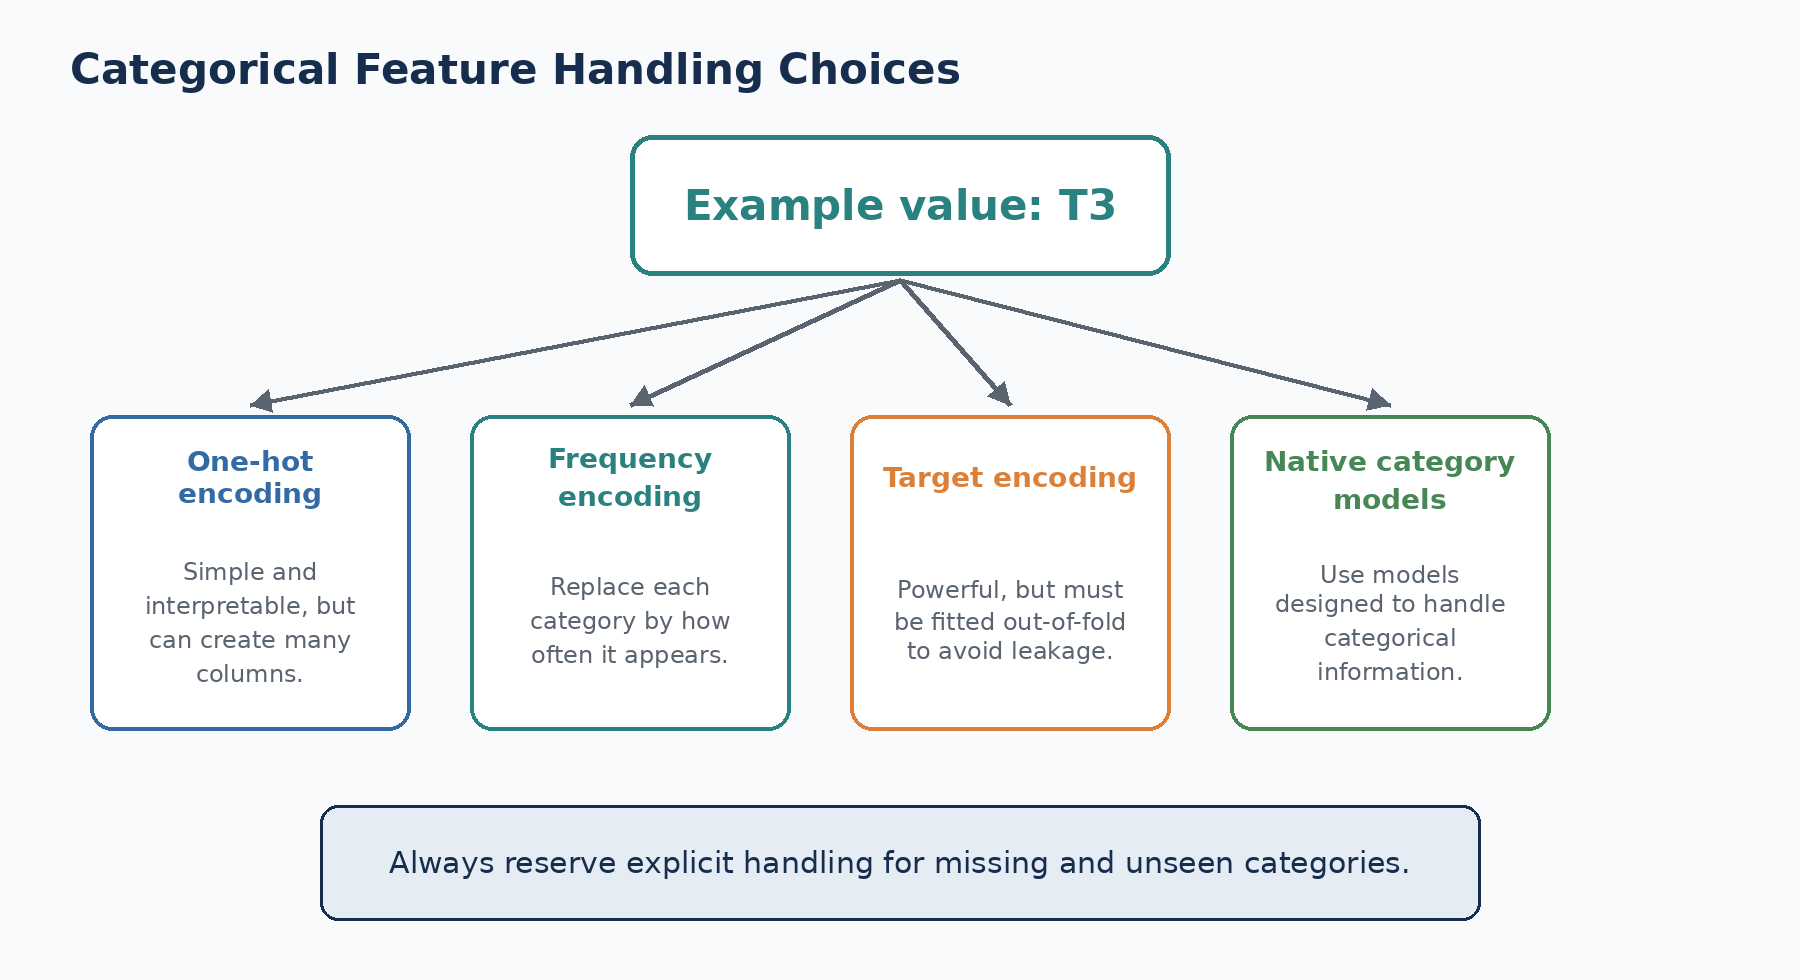 Categorical Feature Handling Choices
Example value: T3
One-hot
encoding
Simple and
interpretable, but
can create many
columns.
Frequency
encoding
Replace each
category by how
often it appears.
Target encoding
Powerful, but must
be fitted out-of-fold
to avoid leakage.
Native category
models
Use models
designed to handle
categorical
information.
Always reserve explicit handling for missing and unseen categories.